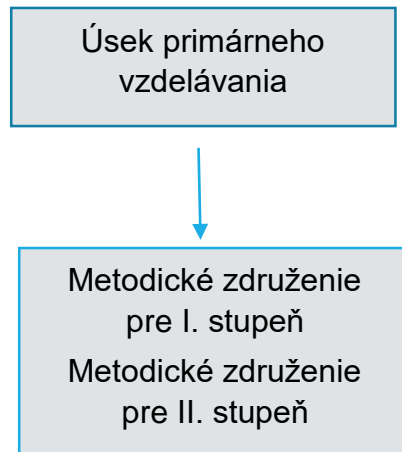 Úsek primárneho
vzdelávania
Metodické združenie
pre I. stupeň
Metodické združenie
pre II. stupeň